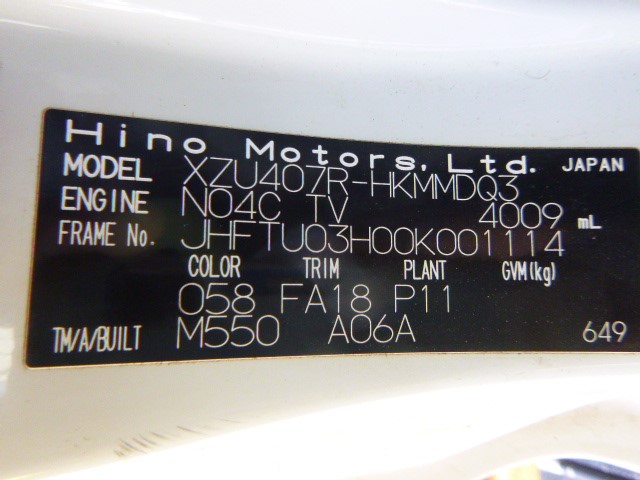 Hino Motors, Ltd. JAPAN
MODEL XZU407R-HKMMDQ3
ENGINE N04C TV 4009 mL
FRAME No. JHFTU03H00K001114
COLOR TRIM PLANT GVM(kg)
058 FA18 P11
TM/A/BUILT M550 A06A 649